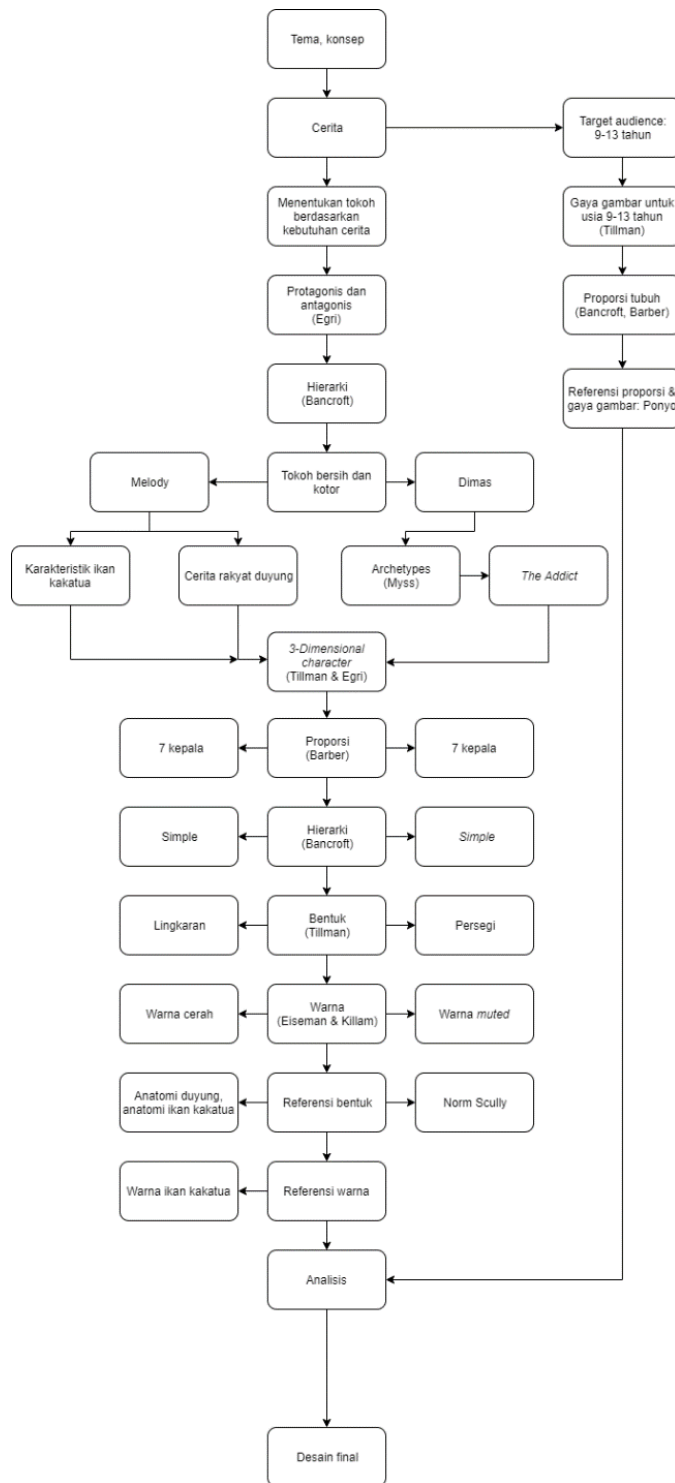 Tema, konsep
Cerita
Target audience:
9-13 tahun
Menentukan tokoh
berdasarkan
kebutuhan cerita
Gaya gambar untuk
usia 9-13 tahun
(Tillman)
Protagonis dan
antagonis
(Egri)
Proporsi tubuh
(Bancroft, Barber)
Hierarki
(Bancroft)
Referensi proporsi &
gaya gambar: Ponyo
Melody
Tokoh bersih dan
kotor
Dimas
Karakteristik ikan
kakatua
Cerita rakyat duyung
Archetypes
(Myss)
The Addict
3-Dimensional
character
(Tillman & Egri)
7 kepala
Proporsi
(Barber)
7 kepala
Simple
Hierarki
(Bancroft)
Simple
Lingkaran
Bentuk
(Tillman)
Persegi
Warna cerah
Warna
(Eiseman & Killam)
Warna muted
Anatomi duyung,
anatomi ikan kakatua
Referensi bentuk
Norm Scully
Warna ikan kakatua
Referensi warna
Analisis
Desain final